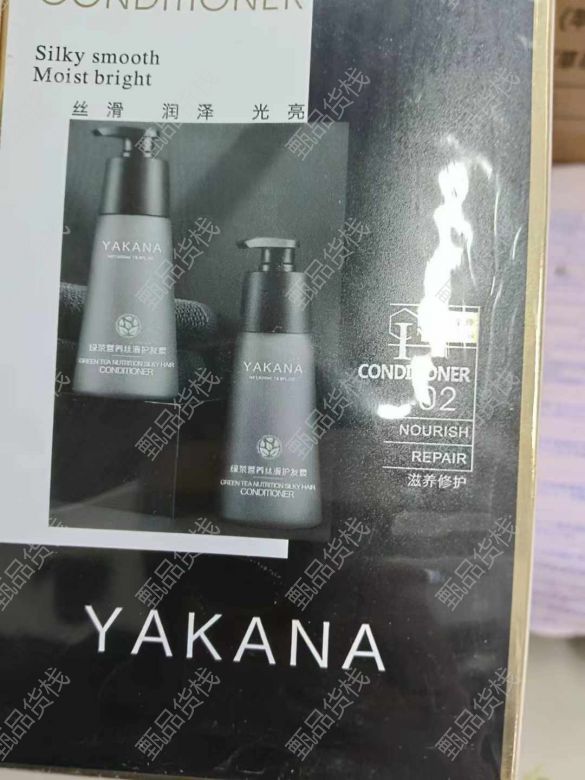 CONDITIONER
Silky smooth
Moist bright
丝滑 润泽 光亮
YAKANA
绿茶营养丝滑护发素
GREEN TEA NUTRITION SILKY HAIR
CONDITIONER
YAKANA
绿茶营养丝滑护发素
GREEN TEA NUTRITION SILKY HAIR
CONDITIONER
CONDITIONER
02
NOURISH
REPAIR
滋养修护
YAKANA
甄品货栈